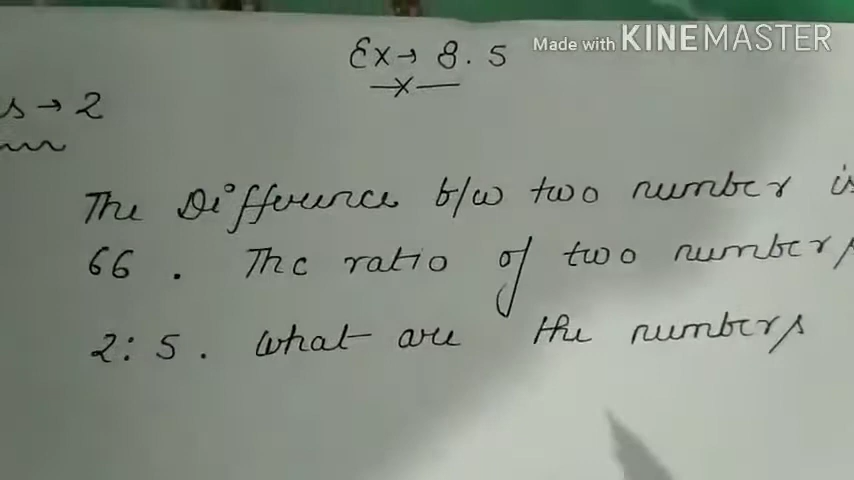 Ex → 8.5
Made with KINEMASTER
s → 2
The Difference b/w two number is
66. The ratio of two numbers
2:5. What are the numbers